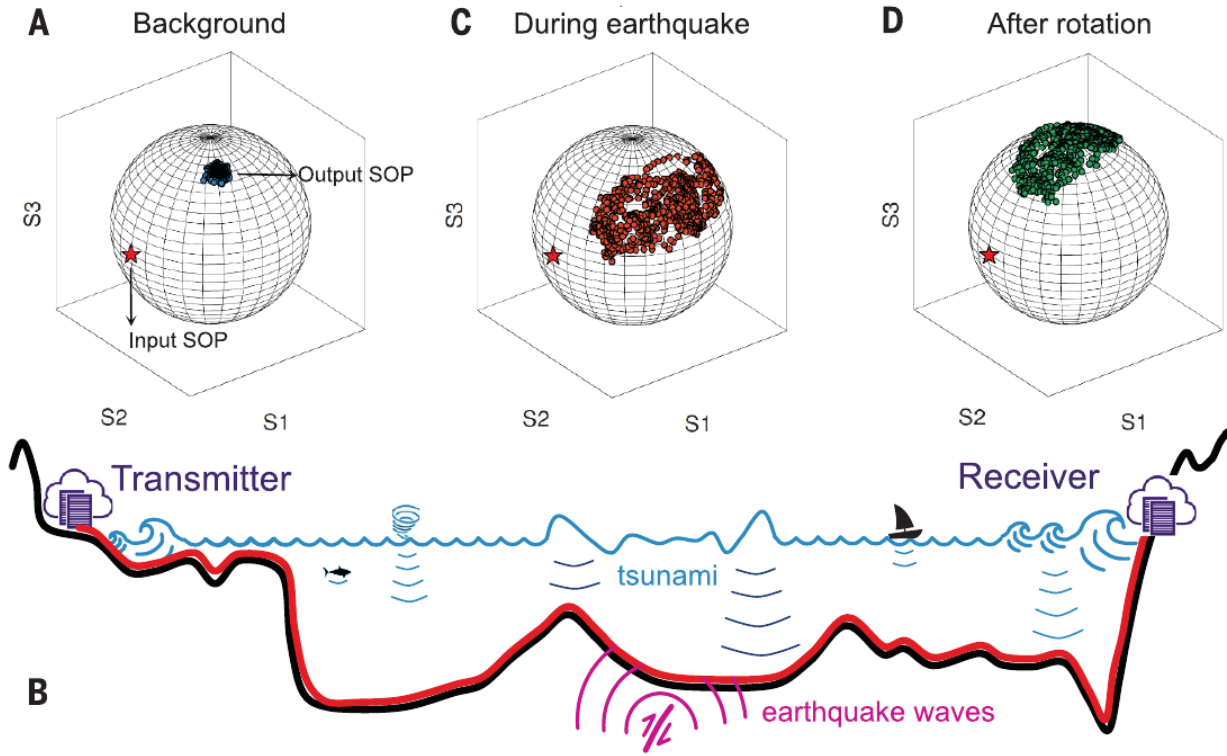 A
Background
C
During earthquake
D
After rotation
Output SOP
Input SOP
S3
S2
S1
S3
S2
S1
S3
S2
S1
Transmitter
Receiver
tsunami
B
earthquake waves